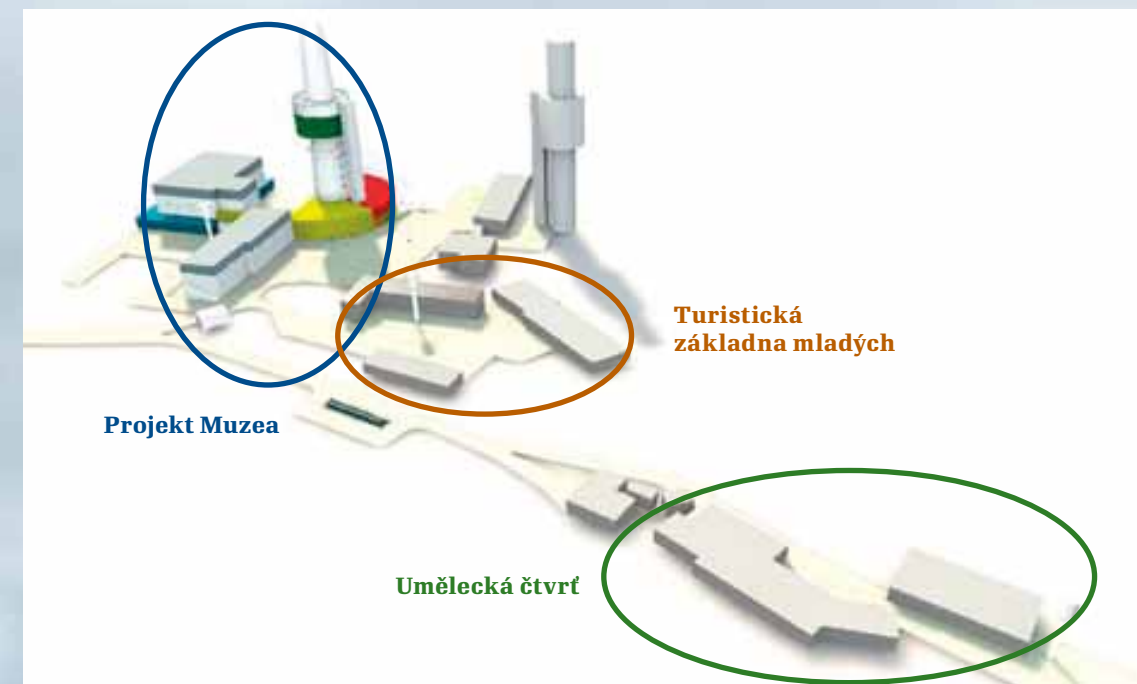 Turistická
základna mladých
Projekt Muzea
Umělecká čtvrť